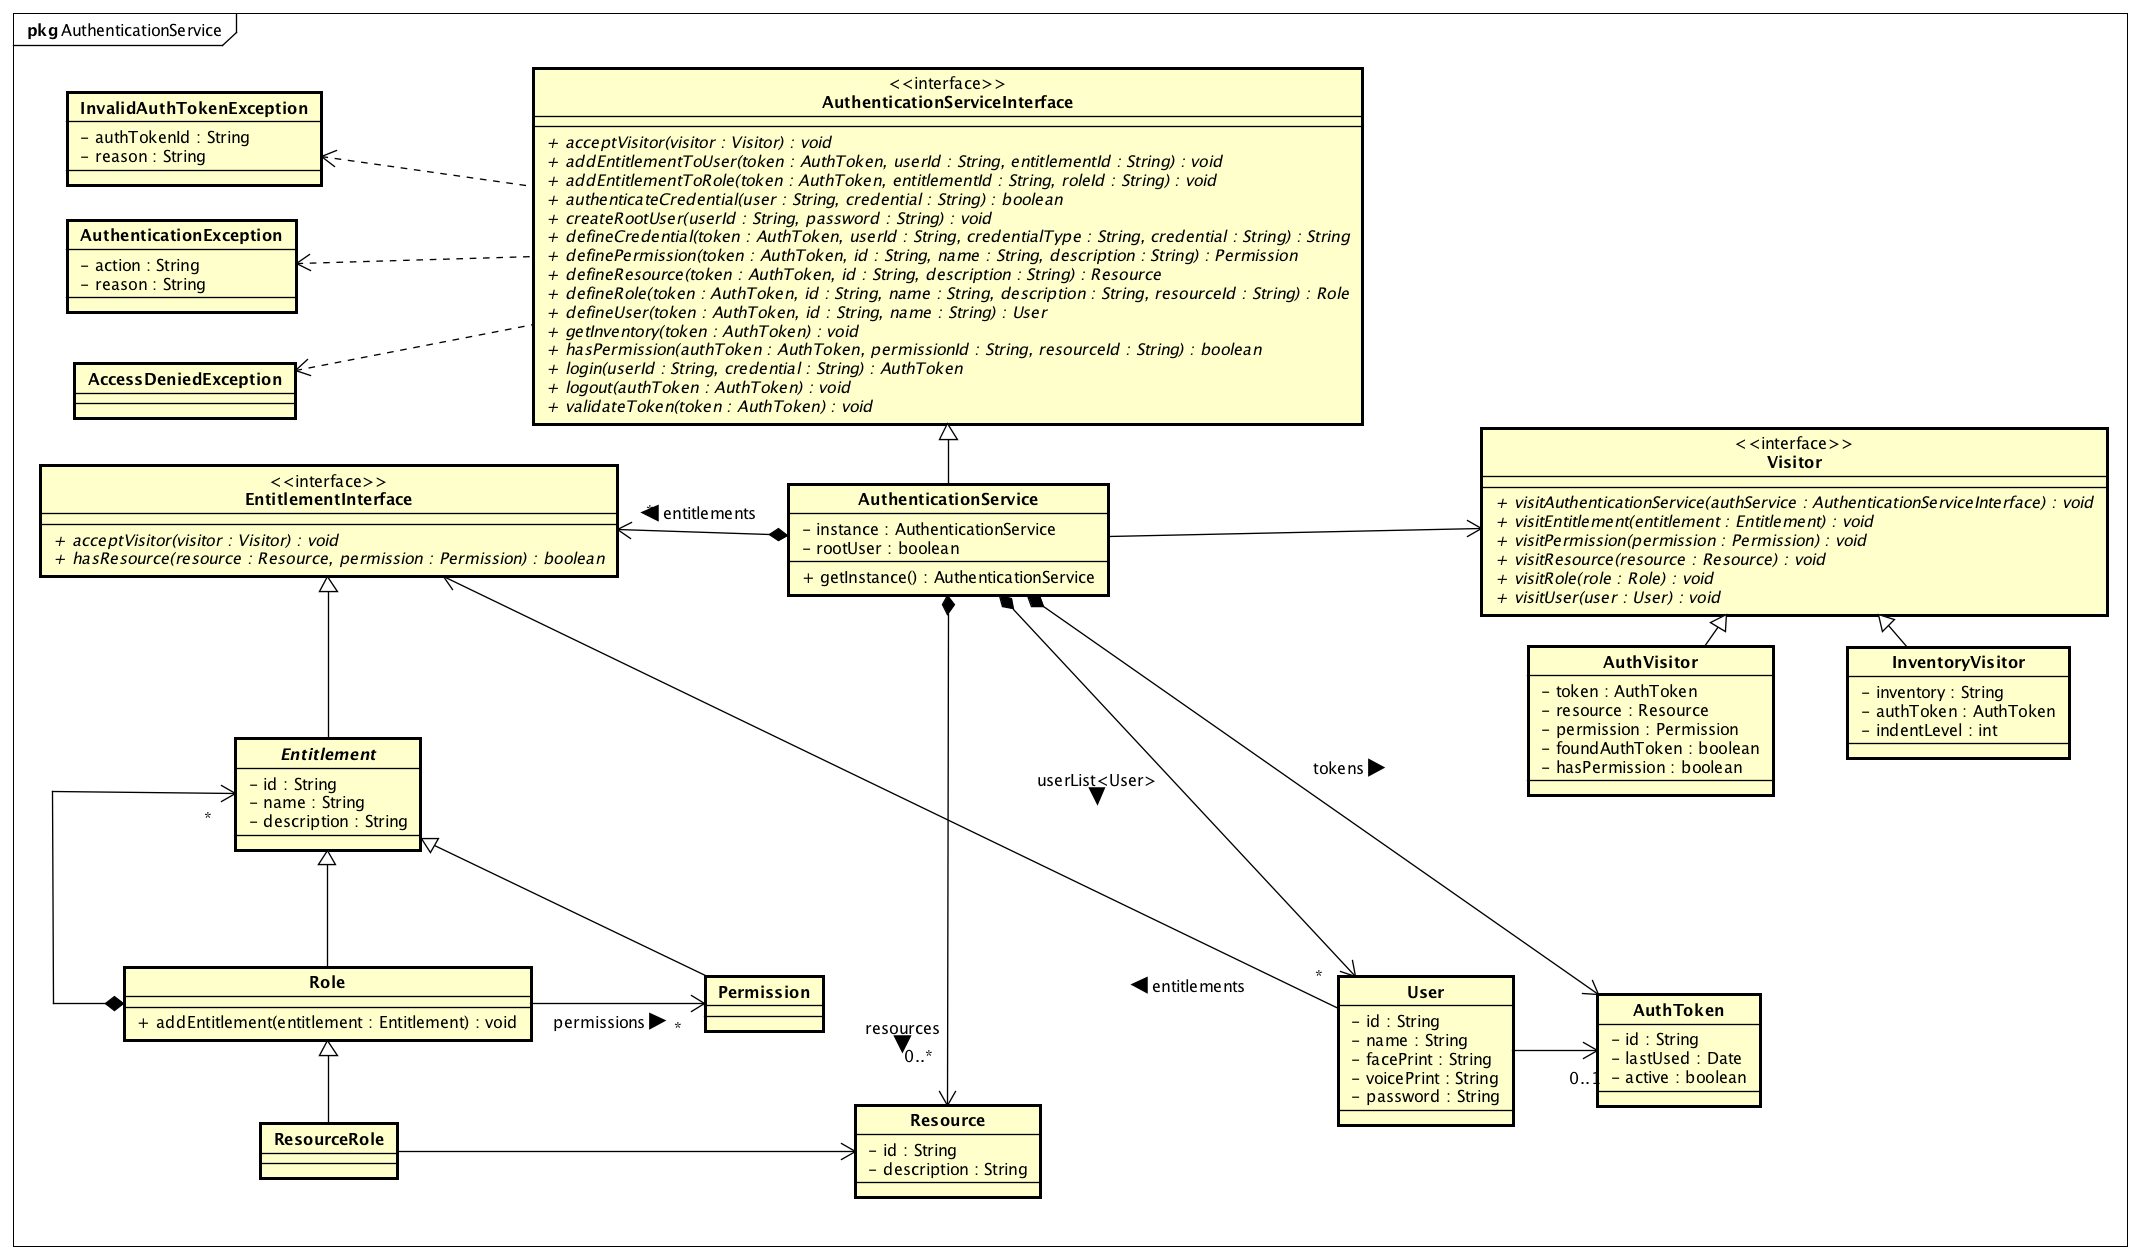 pkg AuthenticationService
InvalidAuthTokenException
- authTokenId : String
- reason : String
AuthenticationException
- action : String
- reason : String
AccessDeniedException
<<interface>>
AuthenticationServiceInterface
+ acceptVisitor(visitor : Visitor) : void
+ addEntitlementToUser(token : AuthToken, userId : String, entitlementId : String) : void
+ addEntitlementToRole(token : AuthToken, entitlementId : String, roleId : String) : void
+ authenticateCredential(user : String, credential : String) : boolean
+ createRootUser(userId : String, password : String) : void
+ defineCredential(token : AuthToken, userId : String, credentialType : String, credential : String) : String
+ definePermission(token : AuthToken, id : String, name : String, description : String) : Permission
+ defineResource(token : AuthToken, id : String, description : String) : Resource
+ defineRole(token : AuthToken, id : String, name : String, description : String, resourceId : String) : Role
+ defineUser(token : AuthToken, id : String, name : String) : User
+ getInventory(token : AuthToken) : void
+ hasPermission(authToken : AuthToken, permissionId : String, resourceId : String) : boolean
+ login(userId : String, credential : String) : AuthToken
+ logout(authToken : AuthToken) : void
+ validateToken(token : AuthToken) : void
<<interface>>
EntitlementInterface
+ acceptVisitor(visitor : Visitor) : void
+ hasResource(resource : Resource, permission : Permission) : boolean
* entitlements
AuthenticationService
- instance : AuthenticationService
- rootUser : boolean
+ getInstance() : AuthenticationService
<<interface>>
Visitor
+ visitAuthenticationService(authService : AuthenticationServiceInterface) : void
+ visitEntitlement(entitlement : Entitlement) : void
+ visitPermission(permission : Permission) : void
+ visitResource(resource : Resource) : void
+ visitRole(role : Role) : void
+ visitUser(user : User) : void
AuthVisitor
- token : AuthToken
- resource : Resource
- permission : Permission
- foundAuthToken : boolean
- hasPermission : boolean
InventoryVisitor
- inventory : String
- authToken : AuthToken
- indentLevel : int
Entitlement
- id : String
- name : String
- description : String
*
userList<User>
tokens
Role
+ addEntitlement(entitlement : Entitlement) : void
permissions
*
Permission
resources
0..*
entitlements
*
User
- id : String
- name : String
- facePrint : String
- voicePrint : String
- password : String
0..1
AuthToken
- id : String
- lastUsed : Date
- active : boolean
ResourceRole
Resource
- id : String
- description : String